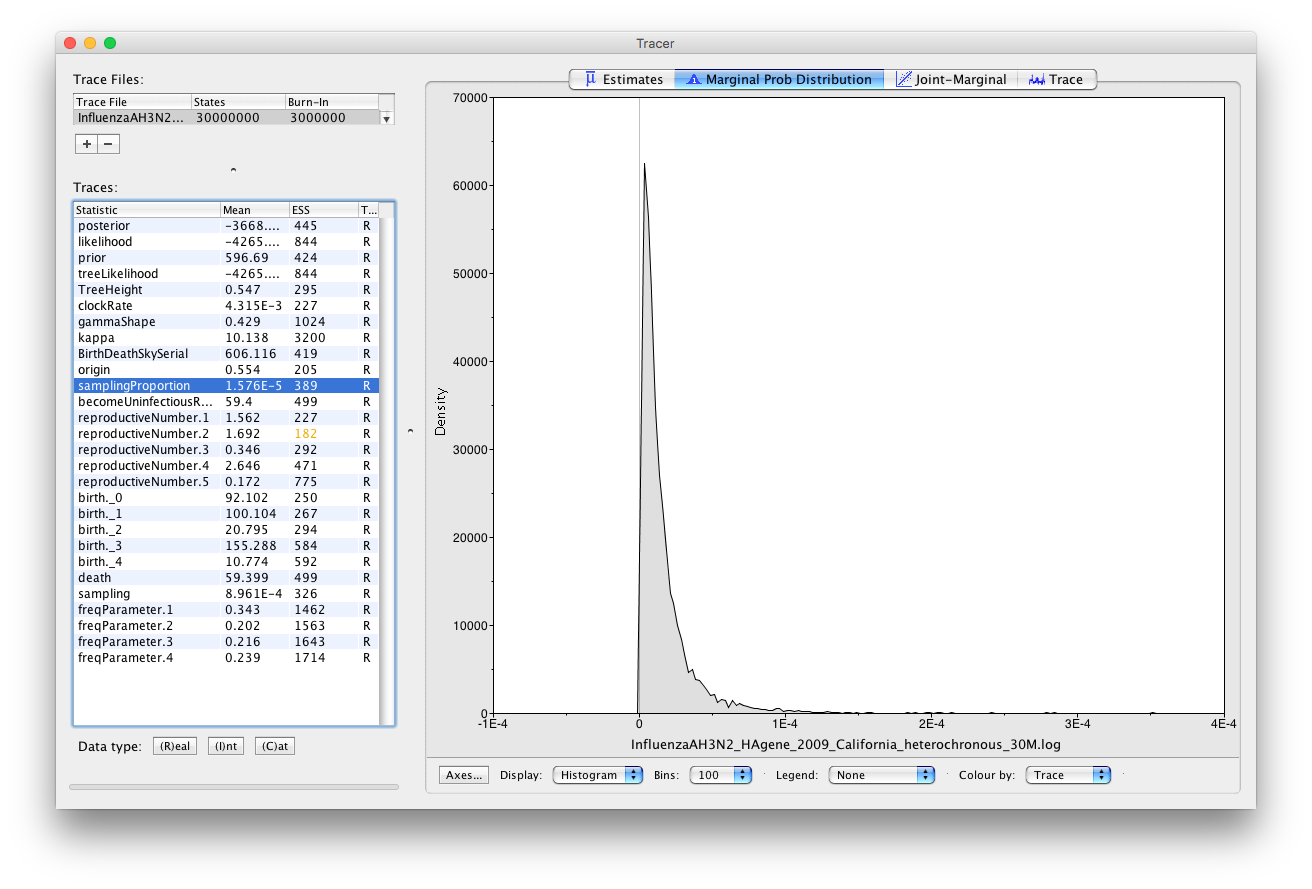 Tracer
Trace Files:
Trace File States Burn-In
InfluenzaAH3N2... 30000000 3000000
+ −
Traces:
Statistic Mean ESS T...
posterior -3668.... 445 R
likelihood -4265.... 844 R
prior 596.69 424 R
treeLikelihood -4265.... 844 R
TreeHeight 0.547 295 R
clockRate 4.315E-3 227 R
gammaShape 0.429 1024 R
kappa 10.138 3200 R
BirthDeathSkySerial 606.116 419 R
origin 0.554 205 R
samplingProportion 1.576E-5 389 R
becomeUninfectiousR... 59.4 499 R
reproductiveNumber.1 1.562 227 R
reproductiveNumber.2 1.692 182 R
reproductiveNumber.3 0.346 292 R
reproductiveNumber.4 2.646 471 R
reproductiveNumber.5 0.172 775 R
birth._0 92.102 250 R
birth._1 100.104 267 R
birth._2 20.795 294 R
birth._3 155.288 584 R
birth._4 10.774 592 R
death 59.399 499 R
sampling 8.961E-4 326 R
freqParameter.1 0.343 1462 R
freqParameter.2 0.202 1563 R
freqParameter.3 0.216 1643 R
freqParameter.4 0.239 1714 R
Data type: (R)eal (I)nt (C)at
Estimates Marginal Prob Distribution Joint-Marginal Trace
70000
60000
50000
40000
30000
20000
10000
0
Density
-1E-4 0 1E-4 2E-4 3E-4 4E-4
InfluenzaAH3N2_HAgene_2009_California_heterochronous_30M.log
Axes... Display: Histogram Bins: 100 Legend: None Colour by: Trace